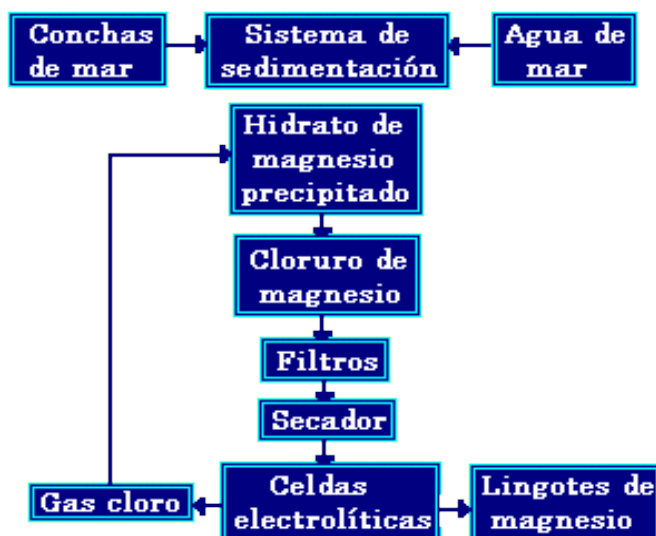 Conchas
de mar
Sistema de
sedimentación
Agua de
mar
Hidrato de
magnesio
precipitado
Cloruro de
magnesio
Filtros
Secador
Gas cloro
Celdas
electrolíticas
Lingotes de
magnesio